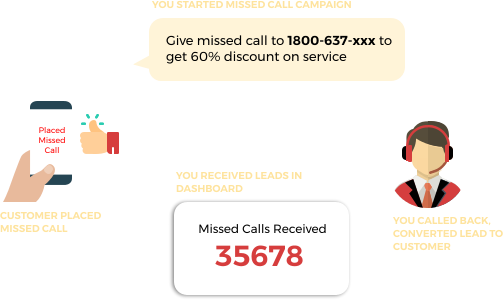 YOU STARTED MISSED CALL CAMPAIGN
Give missed call to 1800-637-xxx to
get 60% discount on service
Placed
Missed
Call
CUSTOMER PLACED
MISSED CALL
YOU RECEIVED LEADS IN
DASHBOARD
Missed Calls Received
35678
YOU CALLED BACK,
CONVERTED LEAD TO
CUSTOMER